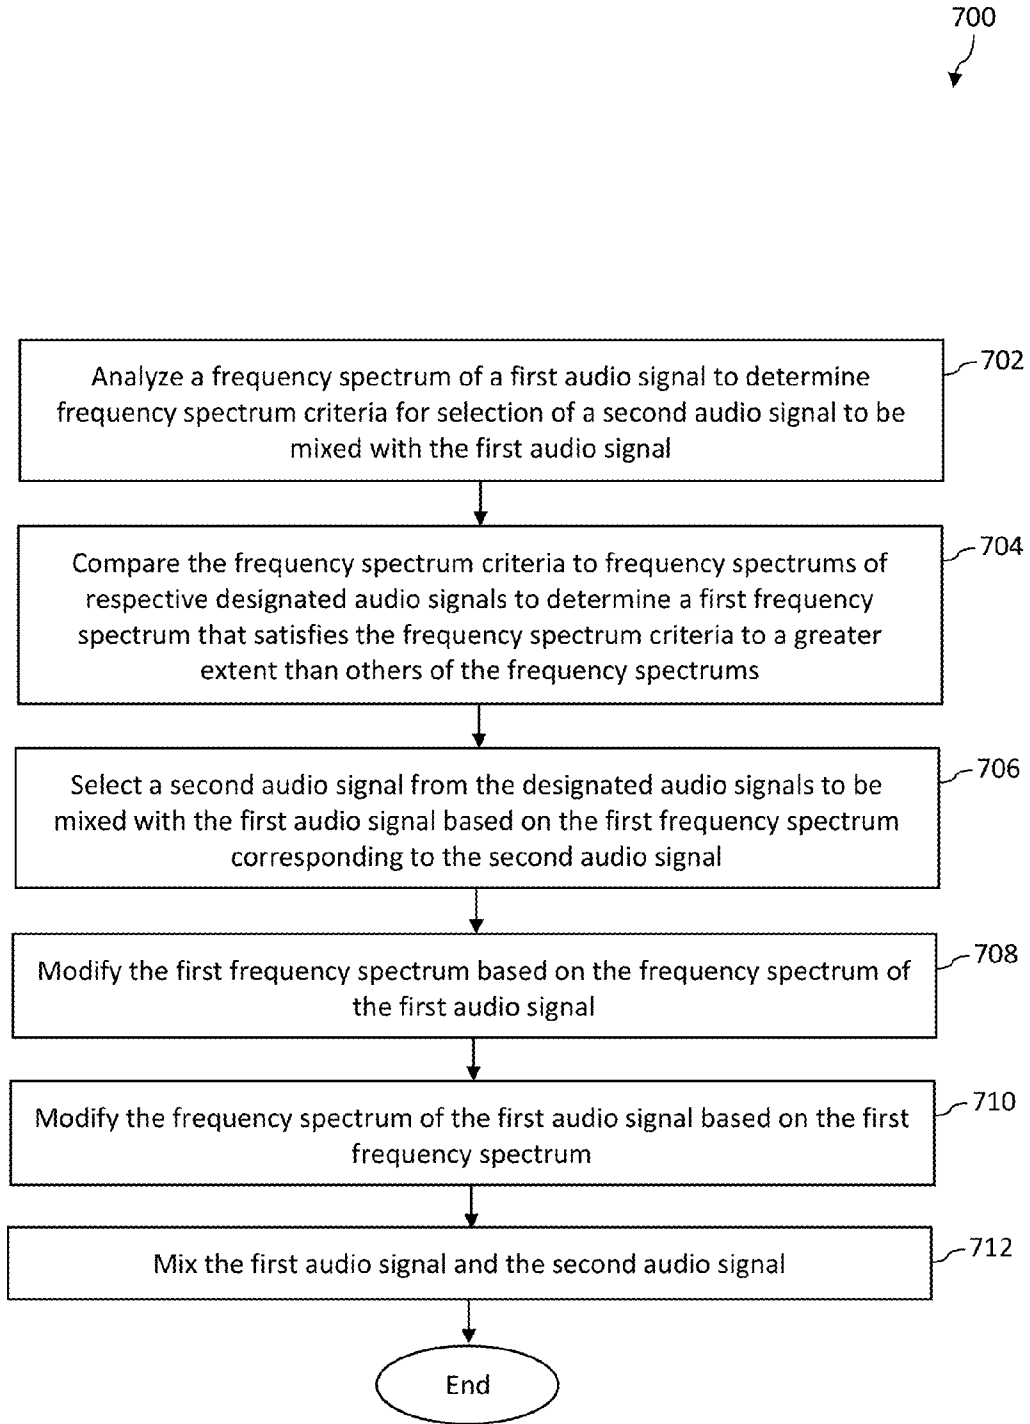 700
702
Analyze a frequency spectrum of a first audio signal to determine
frequency spectrum criteria for selection of a second audio signal to be
mixed with the first audio signal
704
Compare the frequency spectrum criteria to frequency spectrums of
respective designated audio signals to determine a first frequency
spectrum that satisfies the frequency spectrum criteria to a greater
extent than others of the frequency spectrums
706
Select a second audio signal from the designated audio signals to be
mixed with the first audio signal based on the first frequency spectrum
corresponding to the second audio signal
708
Modify the first frequency spectrum based on the frequency spectrum of
the first audio signal
710
Modify the frequency spectrum of the first audio signal based on the first
frequency spectrum
712
Mix the first audio signal and the second audio signal
End